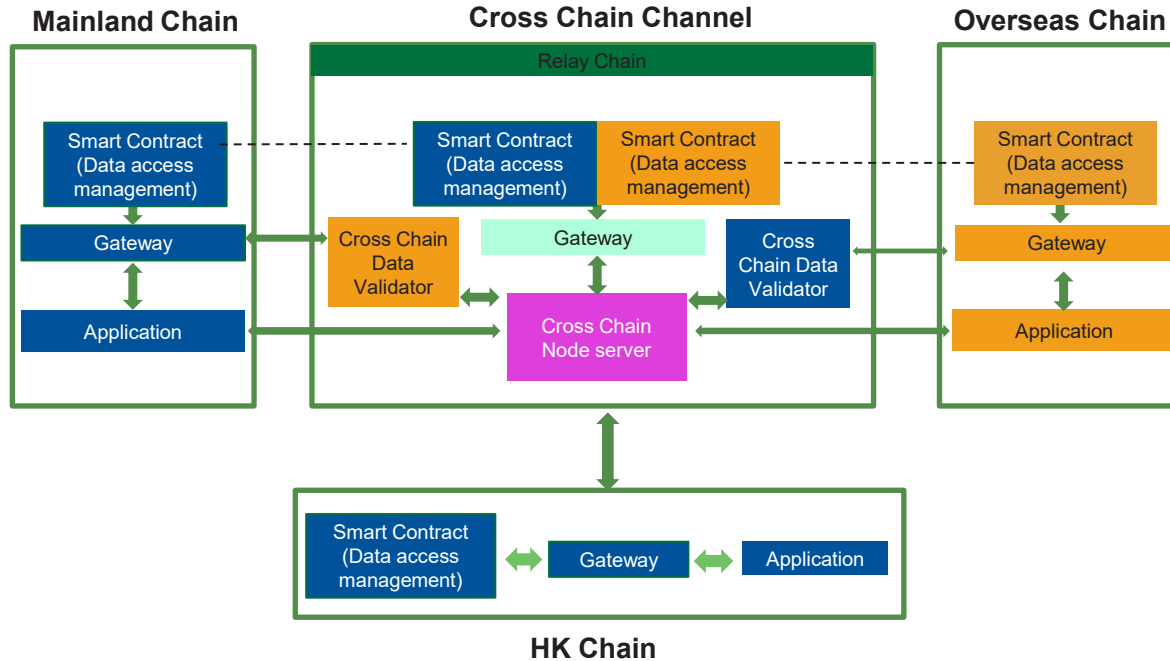 Mainland Chain
Cross Chain Channel
Overseas Chain
Relay Chain
Smart Contract
(Data access
management)
Gateway
Application
Smart Contract
(Data access
management)
Smart Contract
(Data access
management)
Cross Chain
Data
Validator
Gateway
Cross
Chain Data
Validator
Cross Chain
Node server
Smart Contract
(Data access
management)
Gateway
Application
Smart Contract
(Data access
management)
Gateway
Application
HK Chain